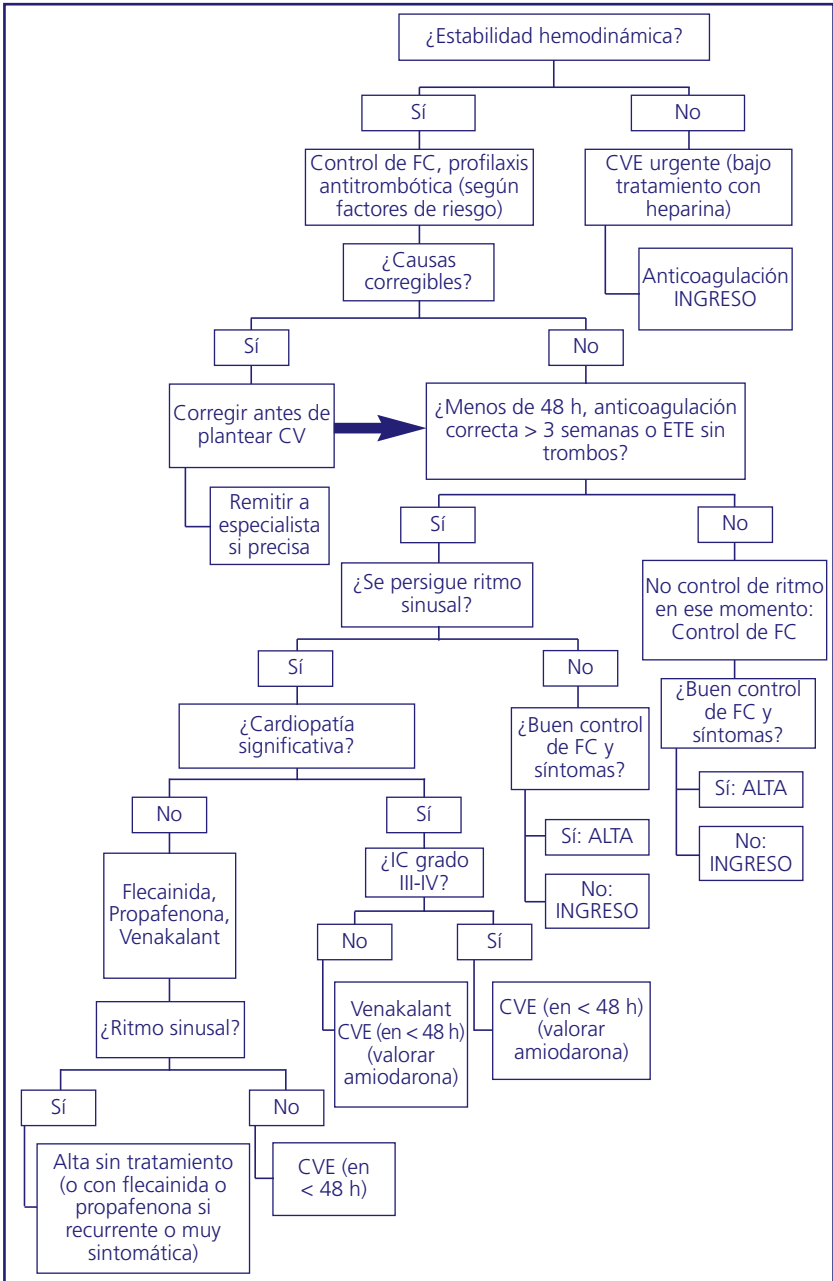 ¿Estabilidad hemodinámica?
Sí
No
Control de FC, profilaxis
antitrombótica (según
factores de riesgo)
CVE urgente (bajo
tratamiento con
heparina)
¿Causas
corregibles?
Anticoagulación
INGRESO
Sí
No
Corregir antes de
plantear CV
¿Menos de 48 h, anticoagulación
correcta > 3 semanas o ETE sin
trombos?
Remitir a
especialista
si precisa
Sí
No
¿Se persigue ritmo
sinusal?
No control de ritmo
en ese momento:
Control de FC
Sí
No
¿Buen control
de FC y
síntomas?
¿Cardiopatía
significativa?
¿Buen control
de FC y
síntomas?
Sí: ALTA
No:
INGRESO
No
Sí
Sí: ALTA
No:
INGRESO
Flecainida,
Propafenona,
Venakalant
¿IC grado
III-IV?
No
Sí
¿Ritmo sinusal?
Venakalant
CVE (en < 48 h)
(valorar
amiodarona)
CVE (en < 48 h)
(valorar
amiodarona)
Sí
No
Alta sin tratamiento
(o con flecainida o
propafenona si
recurrente o muy
sintomática)
CVE (en
< 48 h)